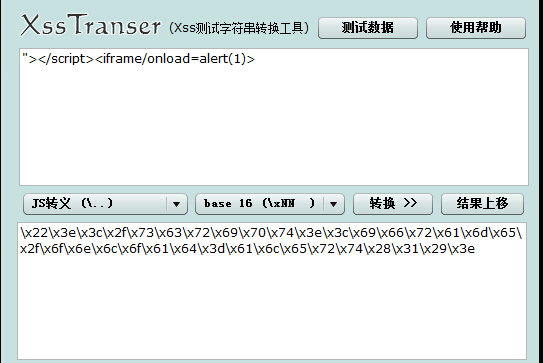 XssTranser (Xss测试字符串转换工具) 测试数据 使用帮助
"></script><iframe/onload=alert(1)>
JS转义 (\..) base 16 (\xNN ) 转换 >> 结果上移
\x22\x3e\x3c\x2f\x73\x63\x72\x69\x70\x74\x3e\x3c\x69\x66\x72\x61\x6d\x65\
x2f\x6f\x6e\x6c\x6f\x61\x64\x3d\x61\x6c\x65\x72\x74\x28\x31\x29\x3e